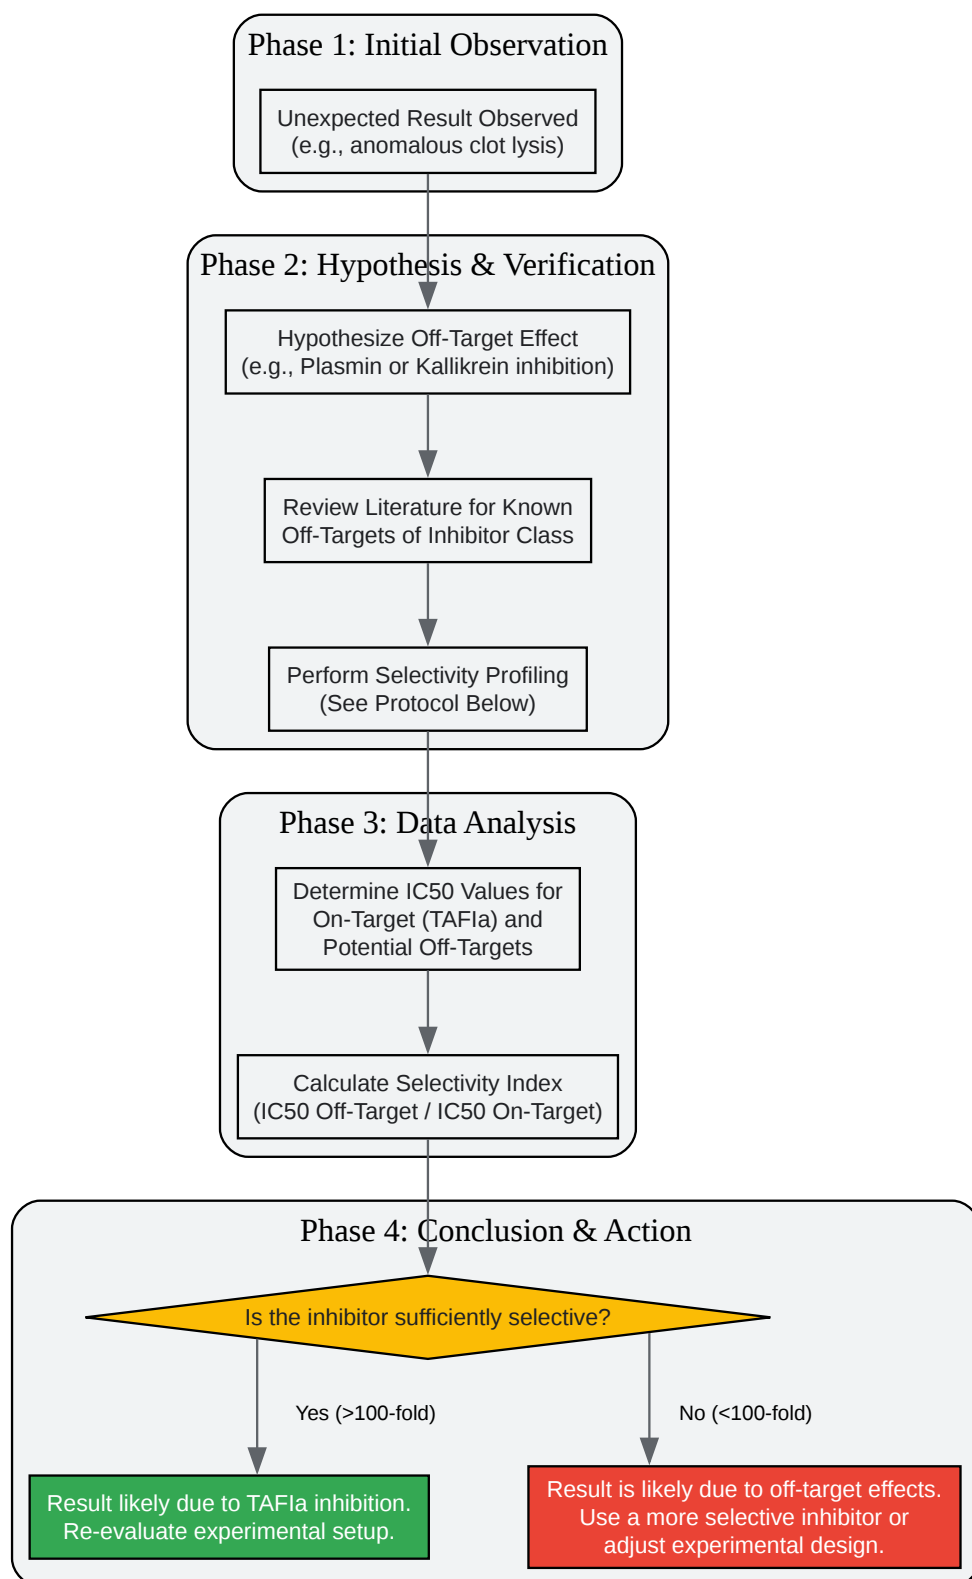 Phase 1: Initial Observation
Unexpected Result Observed
(e.g., anomalous clot lysis)
Phase 2: Hypothesis & Verification
Hypothesize Off-Target Effect
(e.g., Plasmin or Kallikrein inhibition)
Review Literature for Known
Off-Targets of Inhibitor Class
Perform Selectivity Profiling
(See Protocol Below)
Phase 3: Data Analysis
Determine IC50 Values for
On-Target (TAFIa) and
Potential Off-Targets
Calculate Selectivity Index
(IC50 Off-Target / IC50 On-Target)
Phase 4: Conclusion & Action
Is the inhibitor sufficiently selective?
Yes (>100-fold)
No (<100-fold)
Result likely due to TAFIa inhibition.
Re-evaluate experimental setup.
Result is likely due to off-target effects.
Use a more selective inhibitor or
adjust experimental design.